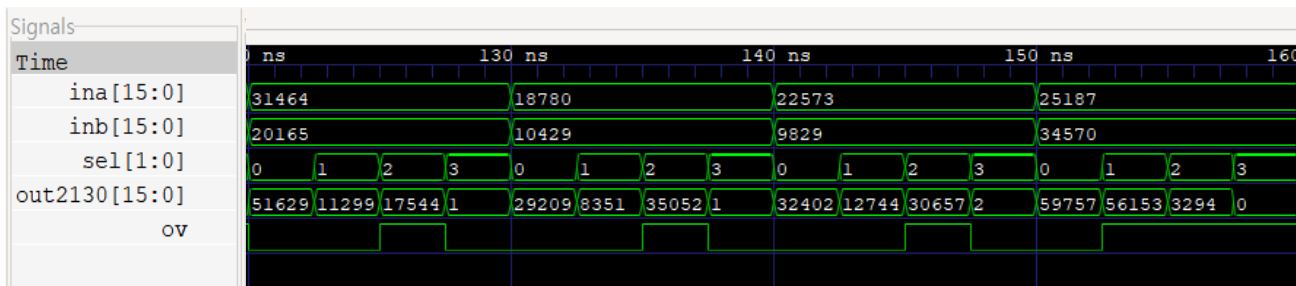 Signals
Time
ns 130 ns 140 ns 150 ns 160
ina[15:0] 31464 18780 22573 25187
inb[15:0] 20165 10429 9829 34570
sel[1:0] 0 1 2 3 0 1 2 3 0 1 2 3 0 1 2 3
out2130[15:0] 51629 11299 17544 1 29209 8351 35052 1 32402 12744 30657 2 59757 56153 3294 0
ov